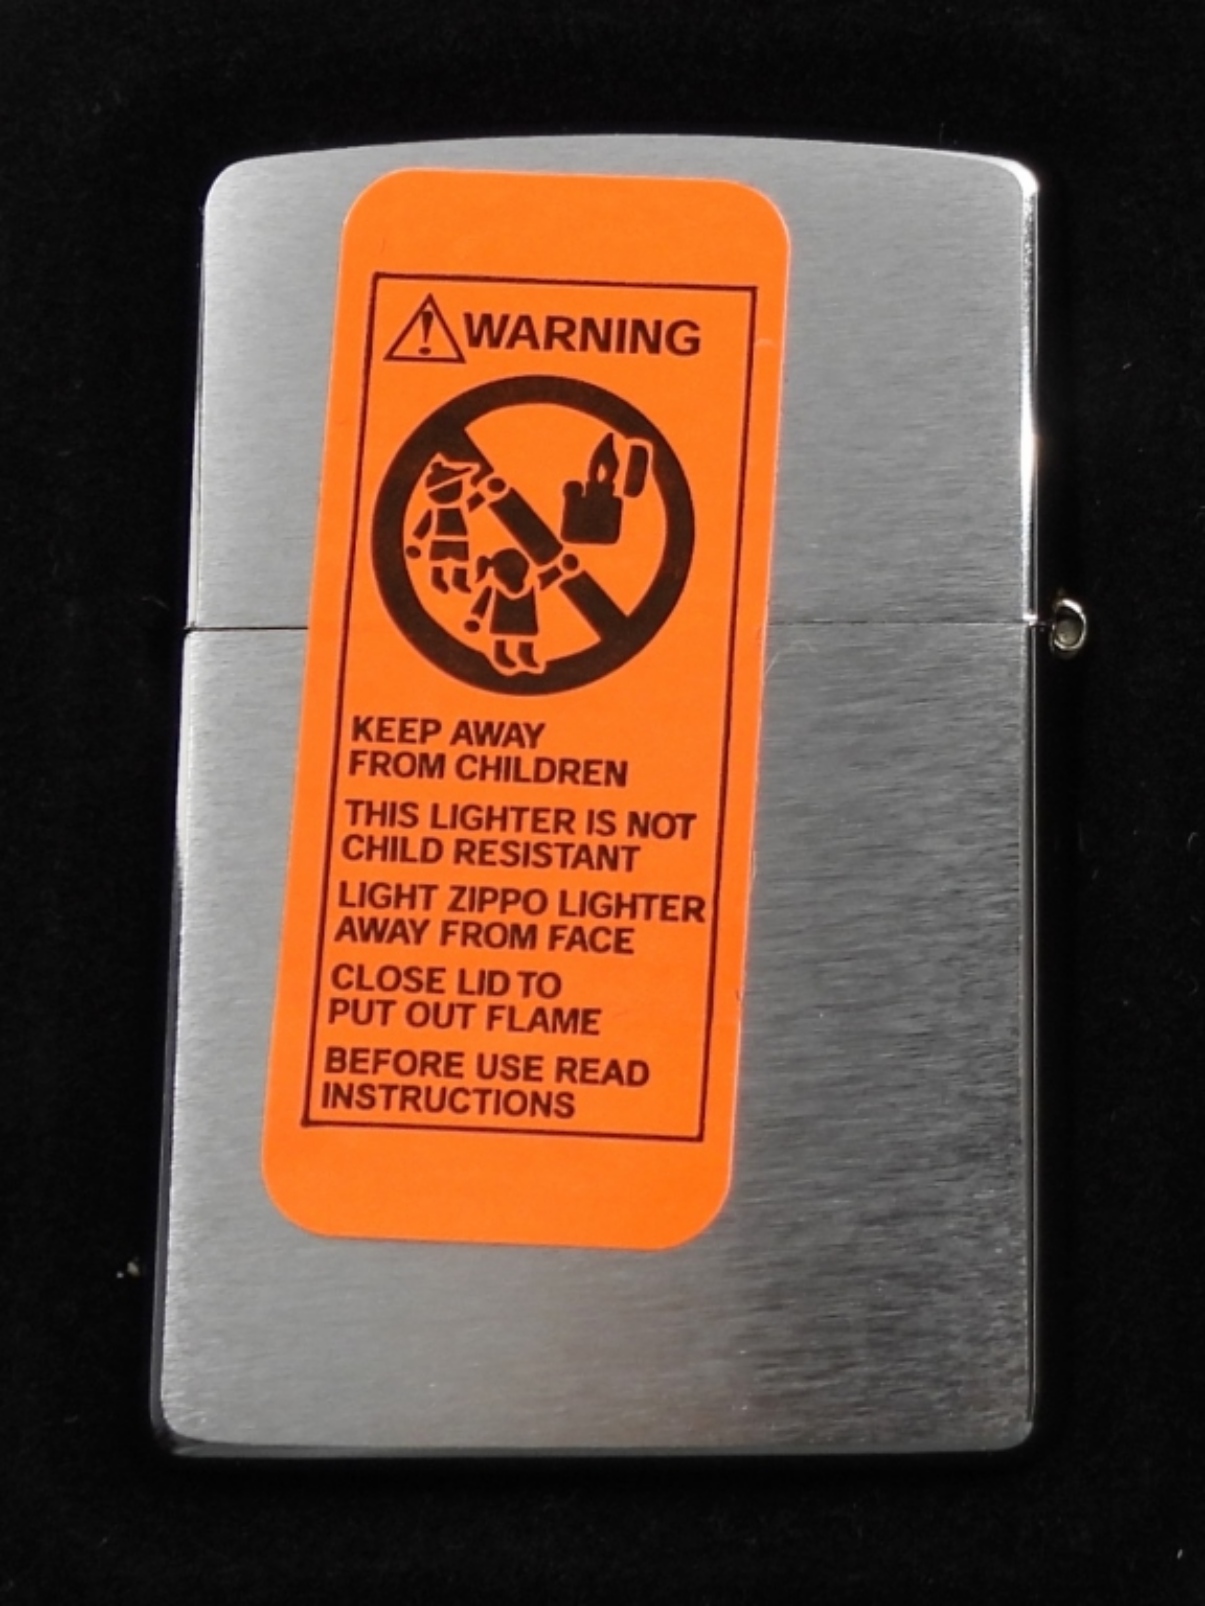 WARNING
KEEP AWAY
FROM CHILDREN
THIS LIGHTER IS NOT
CHILD RESISTANT
LIGHT ZIPPO LIGHTER
AWAY FROM FACE
CLOSE LID TO
PUT OUT FLAME
BEFORE USE READ
INSTRUCTIONS